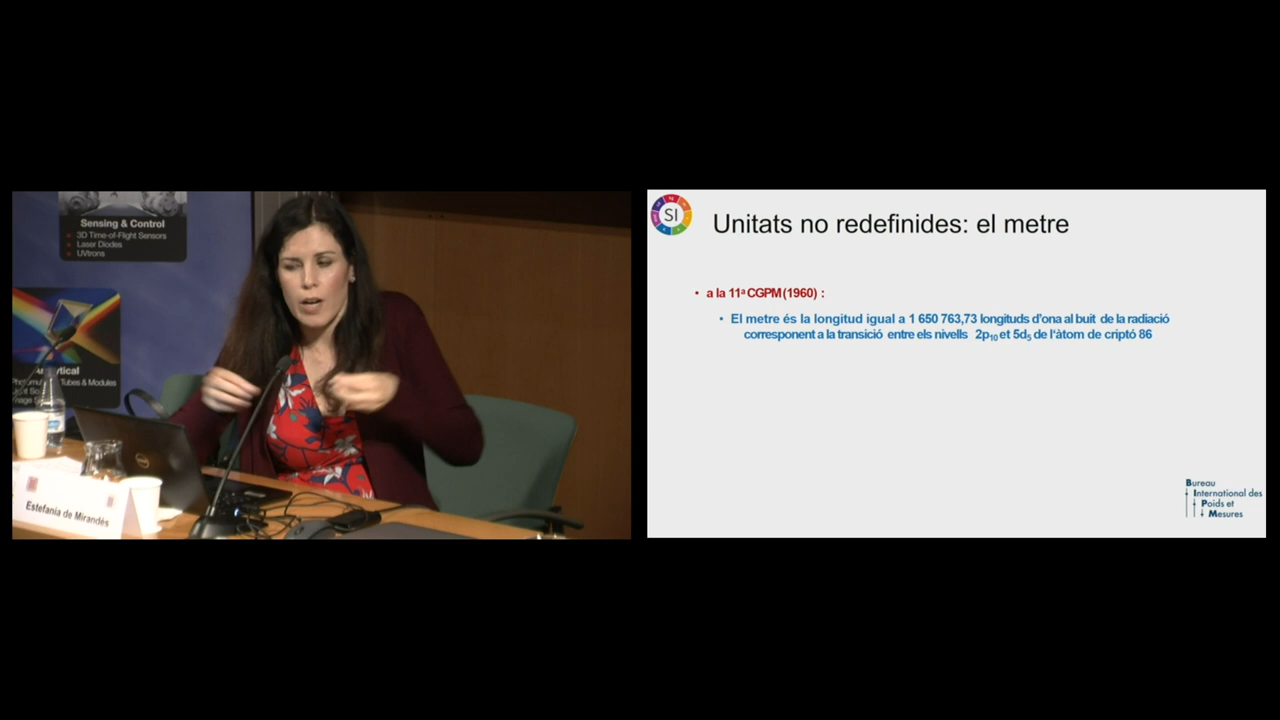 Sensing & Control
3D Time-of-Flight Sensors
Laser Diodes
UVtrons
Tubes & Modules
Estefanía de Mirandés
SI
Unitats no redefinides: el metre
• a la 11ª CGPM (1960) :
• El metre és la longitud igual a 1 650 763,73 longituds d'ona al buit de la radiació
corresponent a la transició entre els nivells 2p10 et 5d5 de l'àtom de criptó 86
Bureau
International des
Poids et
Mesures